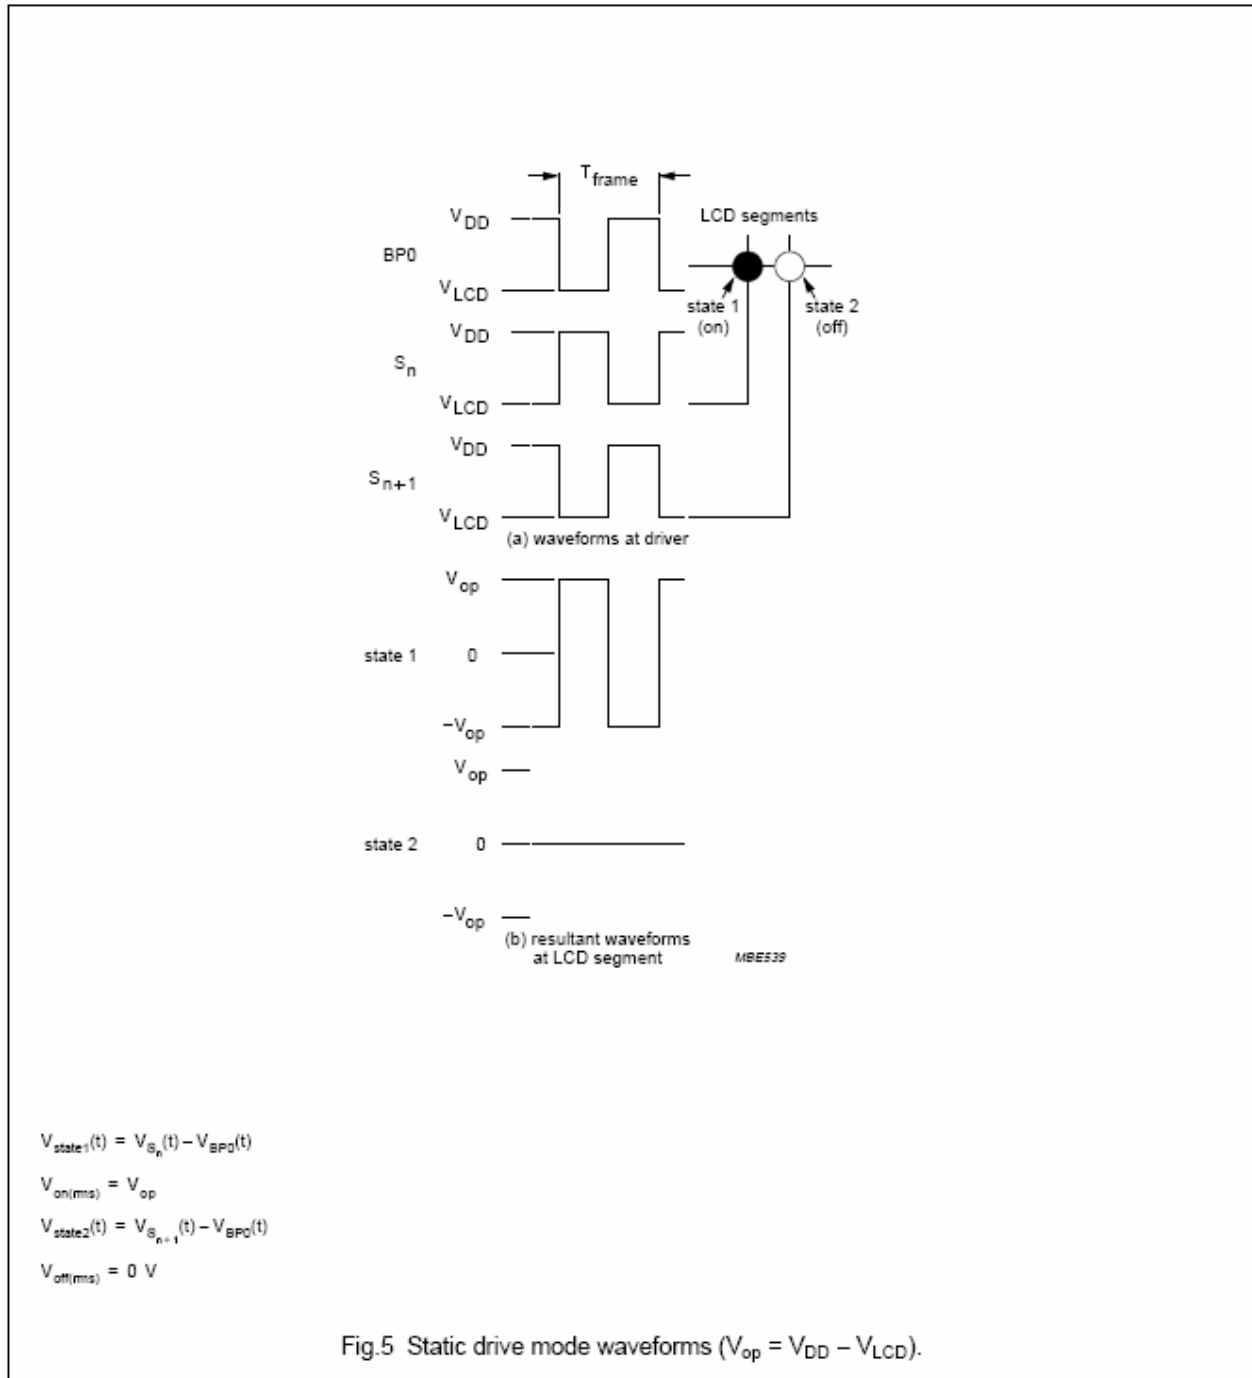 T_frame
V_DD
LCD segments
BP0
V_LCD
state 1
(on)
state 2
(off)
V_DD
S_n
V_LCD
V_DD
S_n+1
V_LCD
(a) waveforms at driver
V_op
state 1 0
−V_op
V_op
state 2 0
−V_op
(b) resultant waveforms
at LCD segment
MBE539
V_state1(t) = V_S_n(t) – V_BP0(t)
V_on(rms) = V_op
V_state2(t) = V_S_n+1(t) – V_BP0(t)
V_off(rms) = 0 V
Fig.5 Static drive mode waveforms (V_op = V_DD – V_LCD).